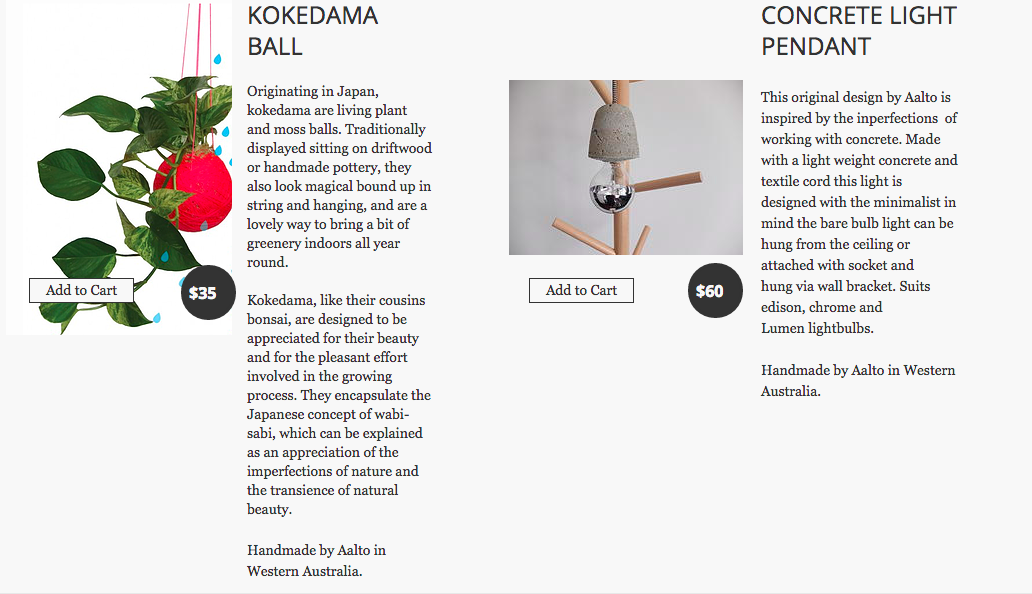 KOKEDAMA
BALL
Originating in Japan,
kokedama are living plant
and moss balls. Traditionally
displayed sitting on driftwood
or handmade pottery, they
also look magical bound up in
string and hanging, and are a
lovely way to bring a bit of
greenery indoors all year
round.
Kokedama, like their cousins
bonsai, are designed to be
appreciated for their beauty
and for the pleasant effort
involved in the growing
process. They encapsulate the
Japanese concept of wabi-
sabi, which can be explained
as an appreciation of the
imperfections of nature and
the transience of natural
beauty.
Handmade by Aalto in
Western Australia.
Add to Cart
$35
CONCRETE LIGHT
PENDANT
This original design by Aalto is
inspired by the inperfections  of
working with concrete. Made
with a light weight concrete and
textile cord this light is
designed with the minimalist in
mind the bare bulb light can be
hung from the ceiling or
attached with socket and
hung via wall bracket. Suits
edison, chrome and
Lumen lightbulbs.
Handmade by Aalto in Western
Australia.
Add to Cart
$60